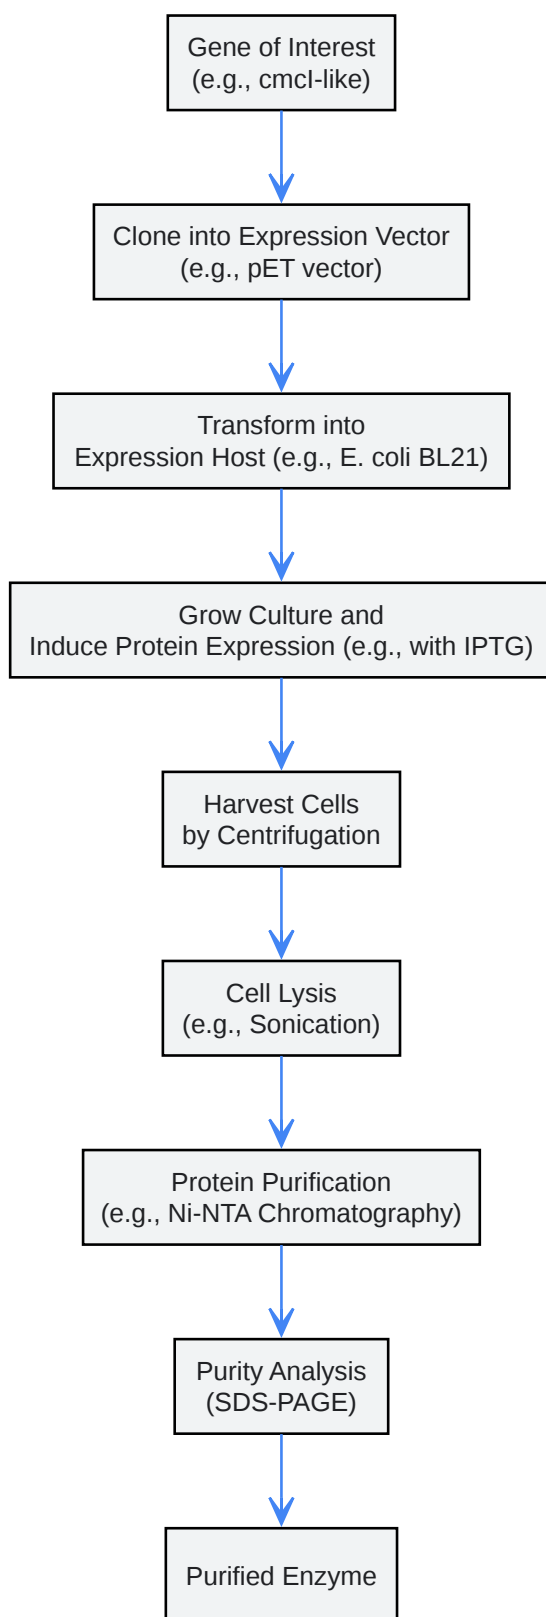 Gene of Interest
(e.g., cmcI-like)
Clone into Expression Vector
(e.g., pET vector)
Transform into
Expression Host (e.g., E. coli BL21)
Grow Culture and
Induce Protein Expression (e.g., with IPTG)
Harvest Cells
by Centrifugation
Cell Lysis
(e.g., Sonication)
Protein Purification
(e.g., Ni-NTA Chromatography)
Purity Analysis
(SDS-PAGE)
Purified Enzyme